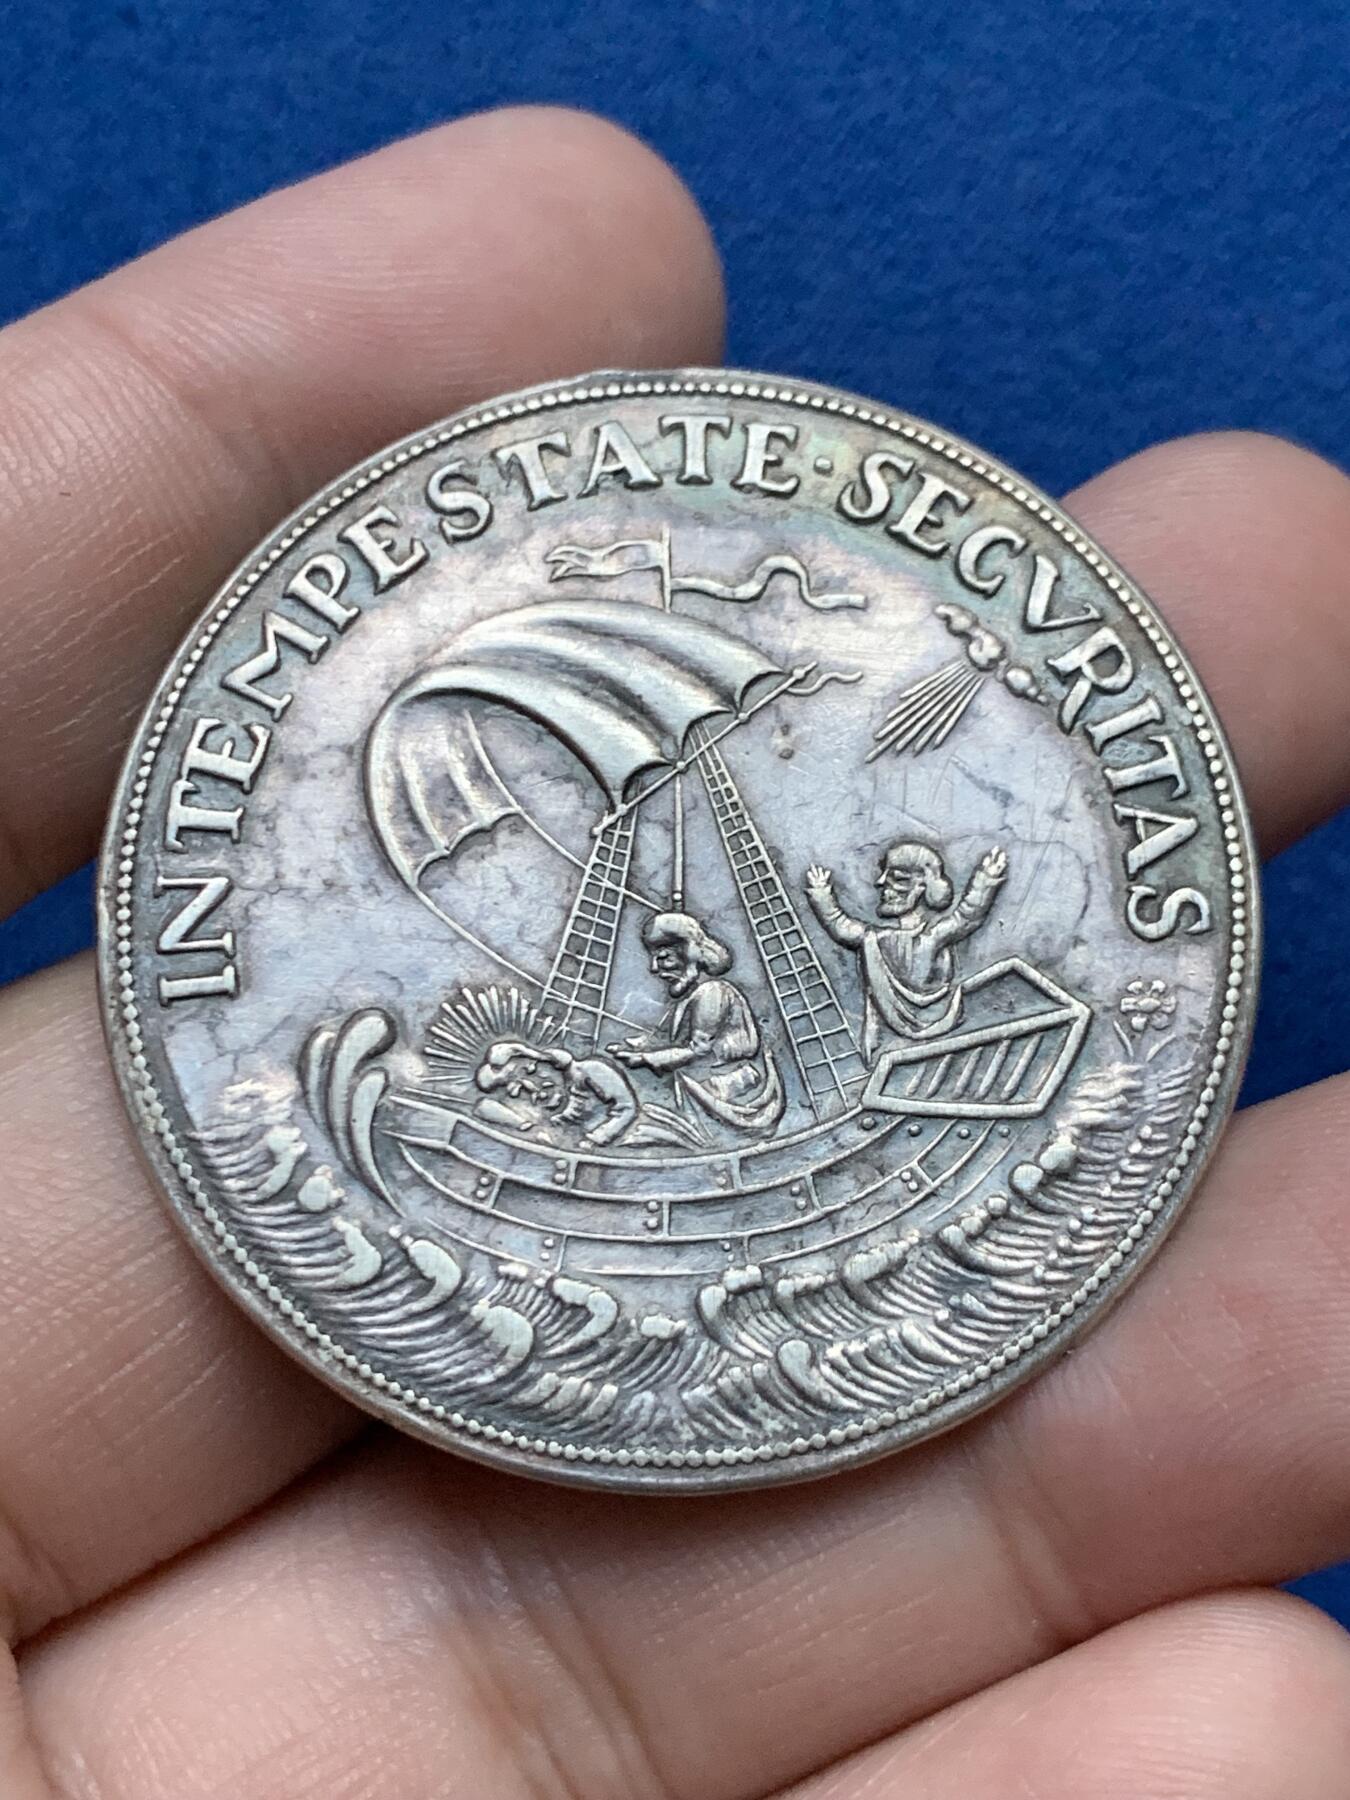 IN TEMPESTATE · SECVRITAS